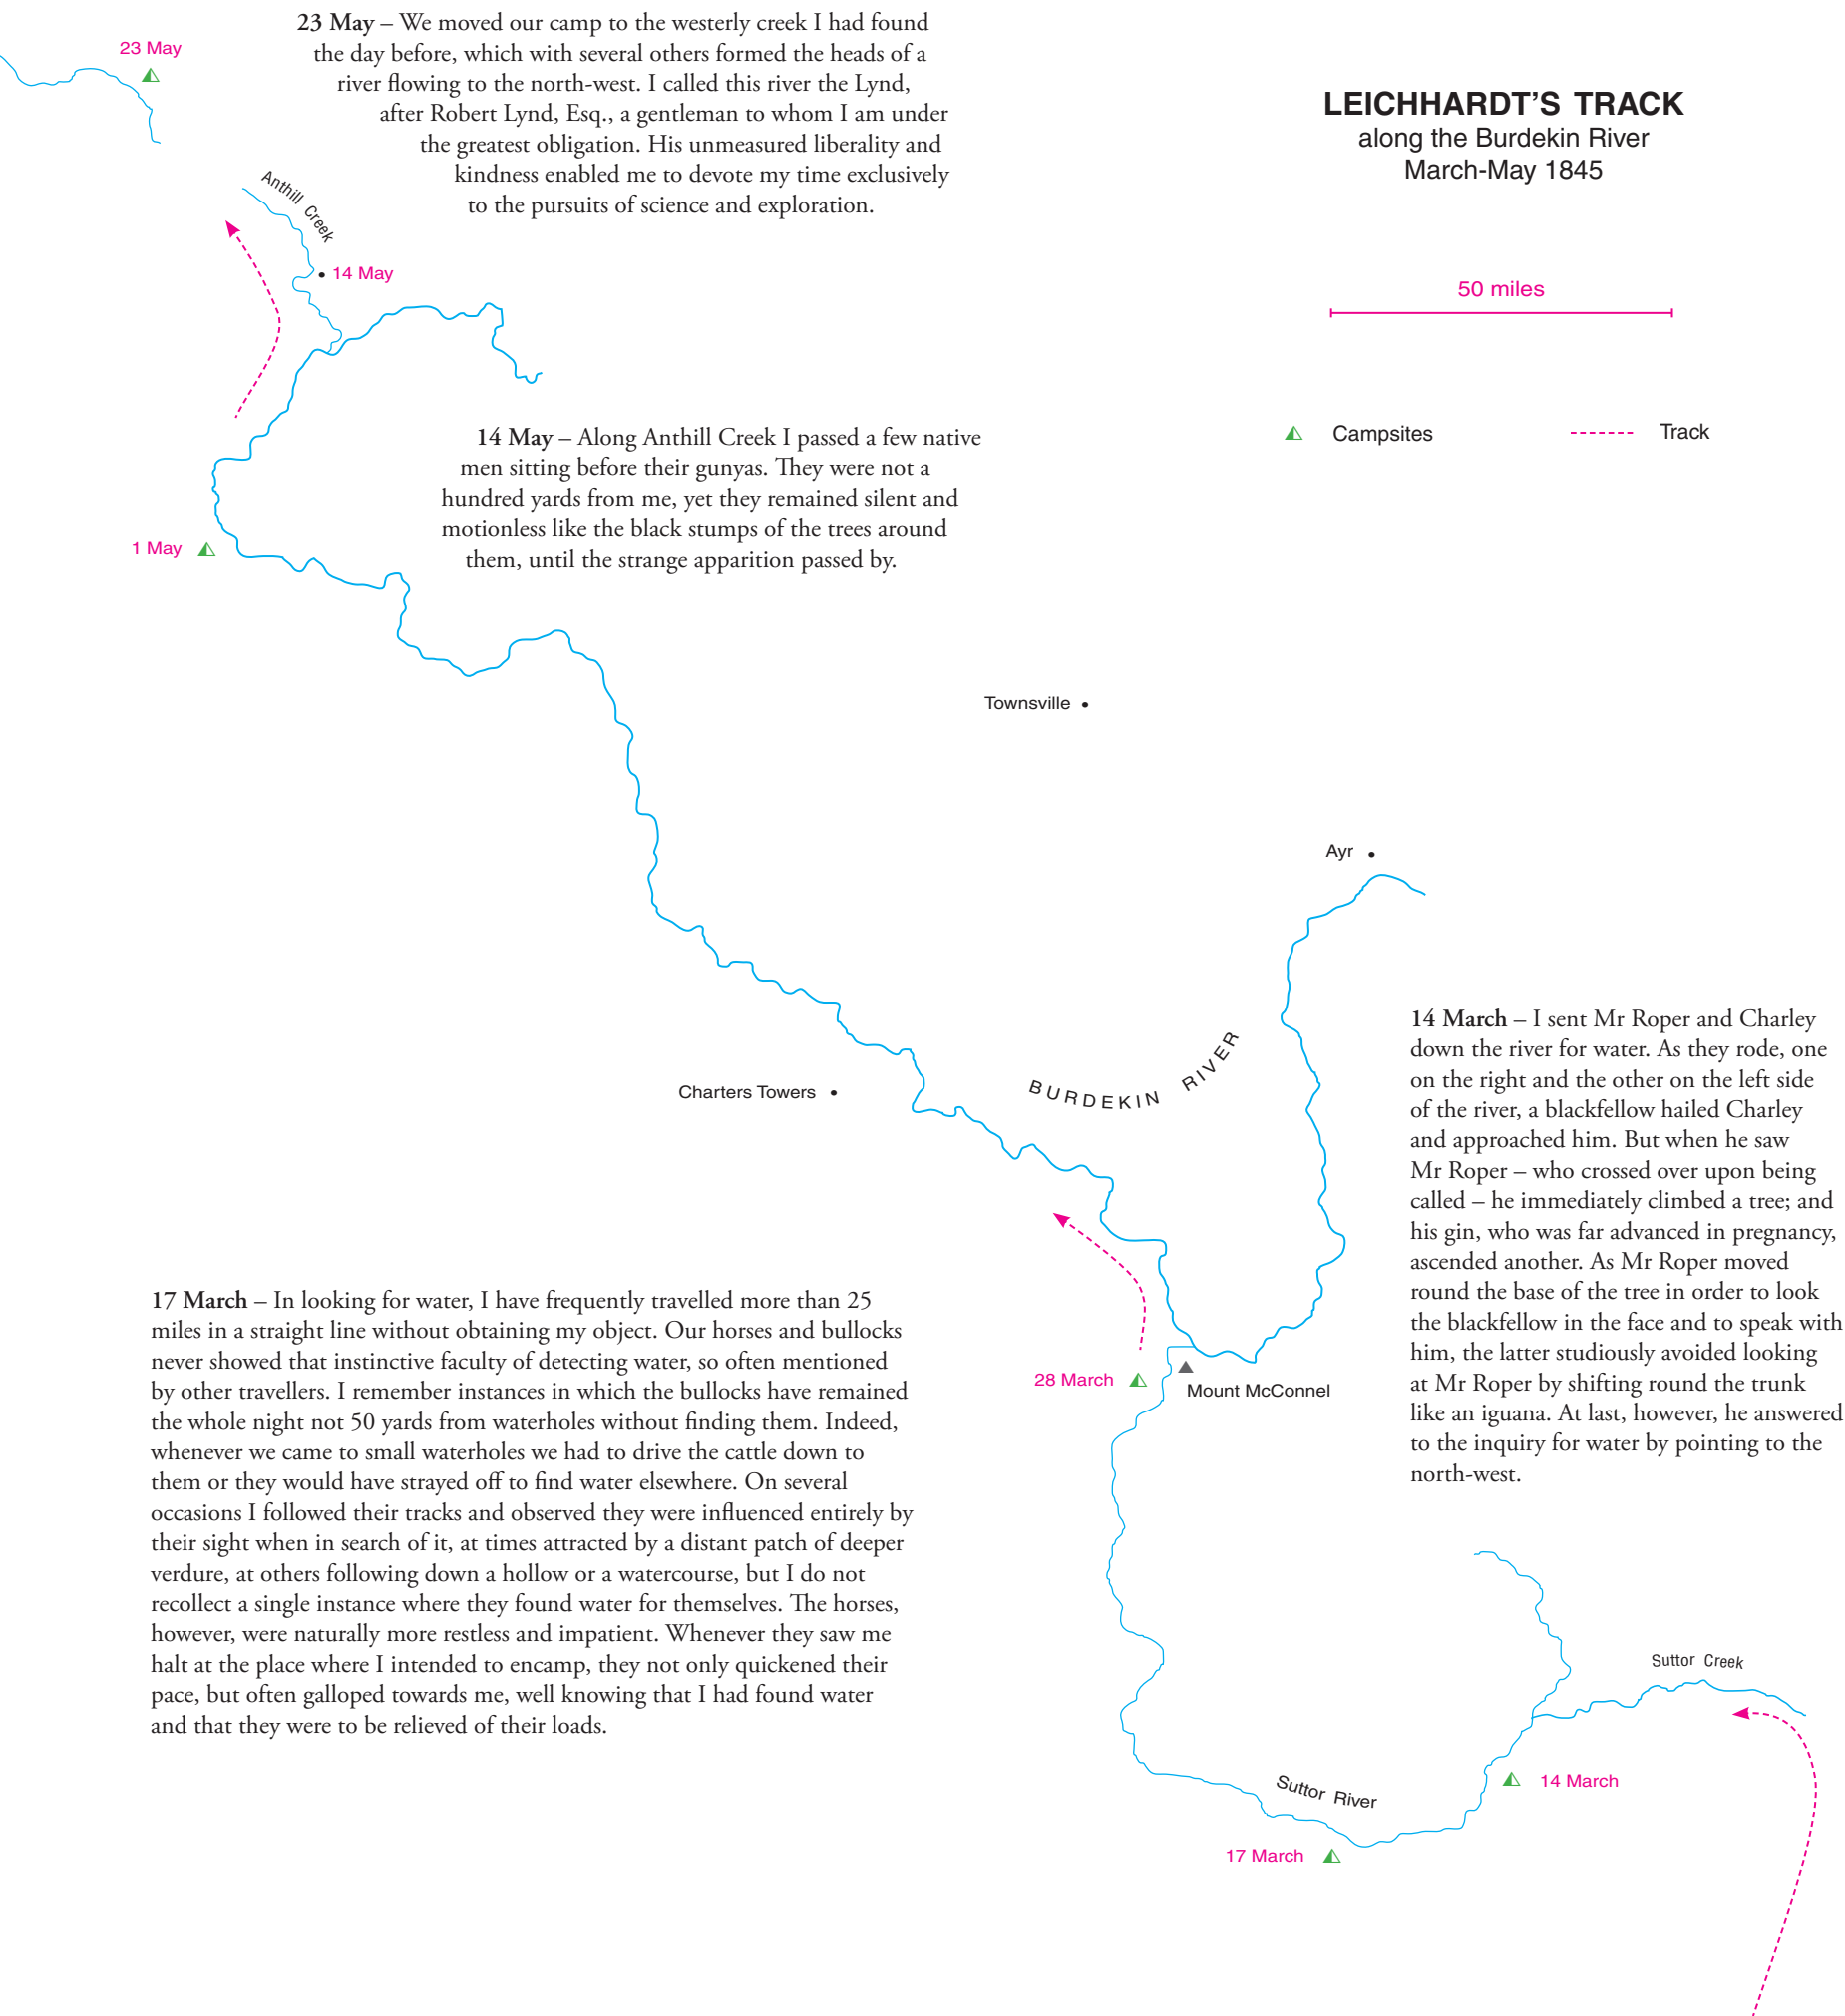 23 May – We moved our camp to the westerly creek I had found
the day before, which with several others formed the heads of a
river flowing to the north-west. I called this river the Lynd,
after Robert Lynd, Esq., a gentleman to whom I am under
the greatest obligation. His unmeasured liberality and
kindness enabled me to devote my time exclusively
to the pursuits of science and exploration.
23 May
LEICHHARDT'S TRACK
along the Burdekin River
March-May 1845
Anthill Creek
14 May
50 miles
Campsites
Track
14 May – Along Anthill Creek I passed a few native
men sitting before their gunyas. They were not a
hundred yards from me, yet they remained silent and
motionless like the black stumps of the trees around
them, until the strange apparition passed by.
1 May
Townsville
Ayr
Charters Towers
BURDEKIN RIVER
14 March – I sent Mr Roper and Charley
down the river for water. As they rode, one
on the right and the other on the left side
of the river, a blackfellow hailed Charley
and approached him. But when he saw
Mr Roper – who crossed over upon being
called – he immediately climbed a tree; and
his gin, who was far advanced in pregnancy,
ascended another. As Mr Roper moved
round the base of the tree in order to look
the blackfellow in the face and to speak with
him, the latter studiously avoided looking
at Mr Roper by shifting round the trunk
like an iguana. At last, however, he answered
to the inquiry for water by pointing to the
north-west.
17 March – In looking for water, I have frequently travelled more than 25
miles in a straight line without obtaining my object. Our horses and bullocks
never showed that instinctive faculty of detecting water, so often mentioned
by other travellers. I remember instances in which the bullocks have remained
the whole night not 50 yards from waterholes without finding them. Indeed,
whenever we came to small waterholes we had to drive the cattle down to
them or they would have strayed off to find water elsewhere. On several
occasions I followed their tracks and observed they were influenced entirely by
their sight when in search of it, at times attracted by a distant patch of deeper
verdure, at others following down a hollow or a watercourse, but I do not
recollect a single instance where they found water for themselves. The horses,
however, were naturally more restless and impatient. Whenever they saw me
halt at the place where I intended to encamp, they not only quickened their
pace, but often galloped towards me, well knowing that I had found water
and that they were to be relieved of their loads.
28 March
Mount McConnel
Suttor Creek
14 March
Suttor River
17 March